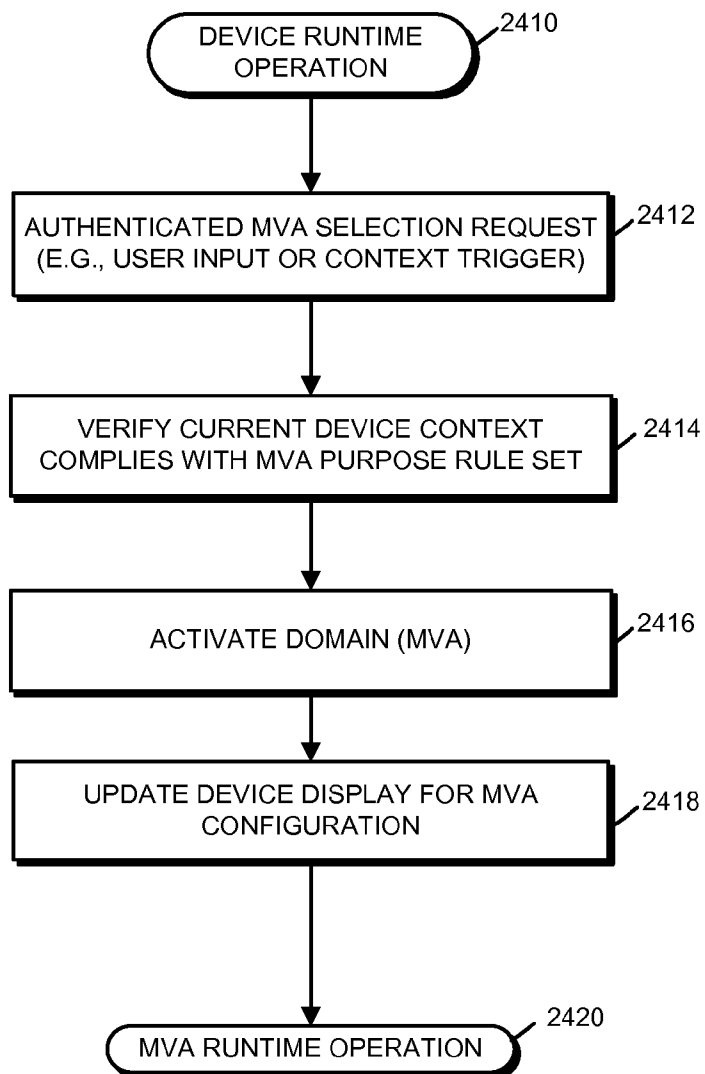 DEVICE RUNTIME
OPERATION
2410
AUTHENTICATED MVA SELECTION REQUEST
(E.G., USER INPUT OR CONTEXT TRIGGER)
2412
VERIFY CURRENT DEVICE CONTEXT
COMPLIES WITH MVA PURPOSE RULE SET
2414
ACTIVATE DOMAIN (MVA)
2416
UPDATE DEVICE DISPLAY FOR MVA
CONFIGURATION
2418
MVA RUNTIME OPERATION
2420